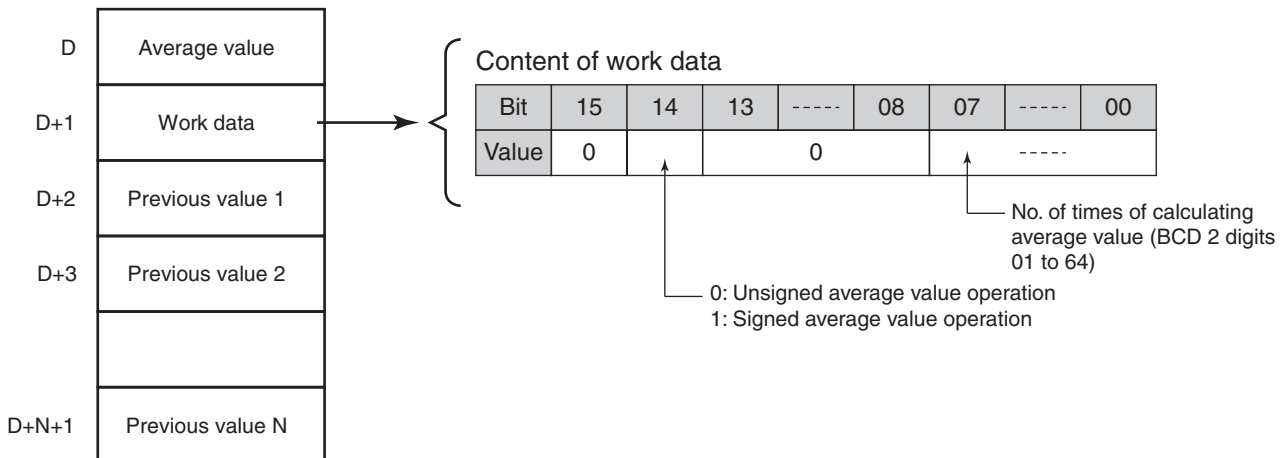 D Average value
D+1 Work data
D+2 Previous value 1
D+3 Previous value 2
D+N+1 Previous value N
Content of work data
Bit 15 14 13 ----- 08 07 ----- 00
Value 0 0 -----
No. of times of calculating
average value (BCD 2 digits
01 to 64)
0: Unsigned average value operation
1: Signed average value operation